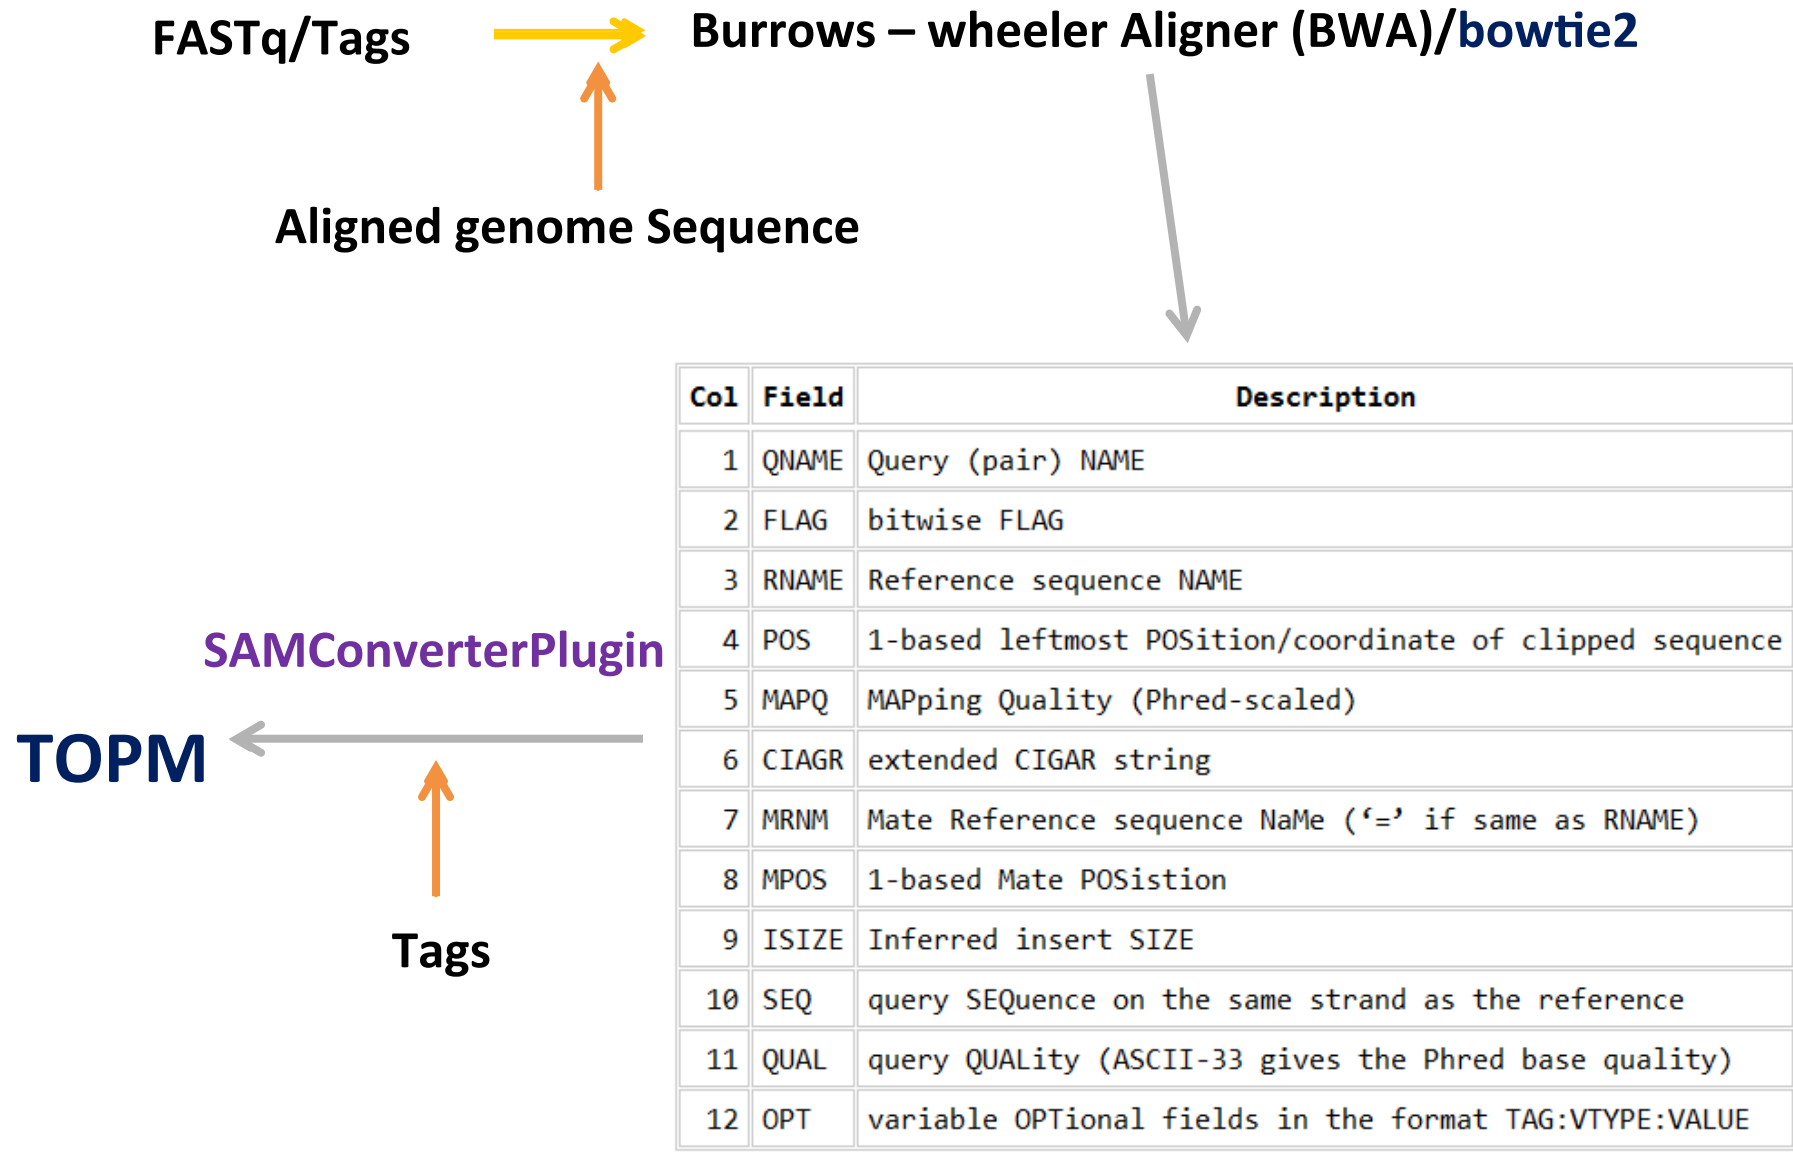 FASTq/Tags
Burrows – wheeler Aligner (BWA)/bowtie2
Aligned genome Sequence
Col Field Description
1 QNAME Query (pair) NAME
2 FLAG bitwise FLAG
3 RNAME Reference sequence NAME
4 POS 1-based leftmost POSition/coordinate of clipped sequence
5 MAPQ MAPping Quality (Phred-scaled)
6 CIAGR extended CIGAR string
7 MRNM Mate Reference sequence NaMe (‘=’ if same as RNAME)
8 MPOS 1-based Mate POSistion
9 ISIZE Inferred insert SIZE
10 SEQ query SEQuence on the same strand as the reference
11 QUAL query QUALity (ASCII-33 gives the Phred base quality)
12 OPT variable OPTional fields in the format TAG:VTYPE:VALUE
SAMConverterPlugin
TOPM
Tags